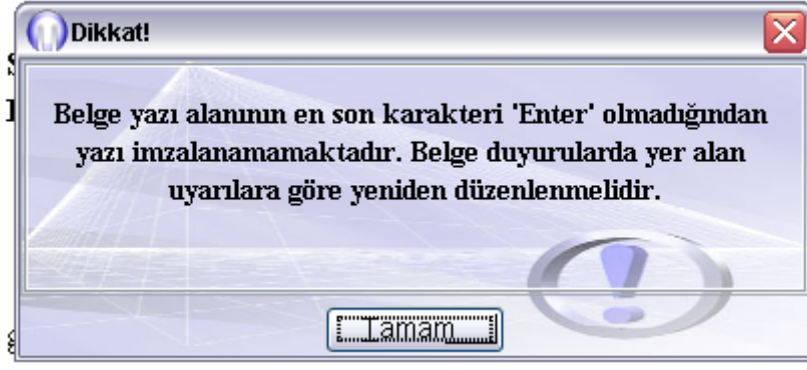 Dikkat!
Belge yazı alanının en son karakteri 'Enter' olmadığından
yazı imzalanamamaktadır. Belge duyurularda yer alan
uyarılara göre yeniden düzenlenmelidir.
Tamam